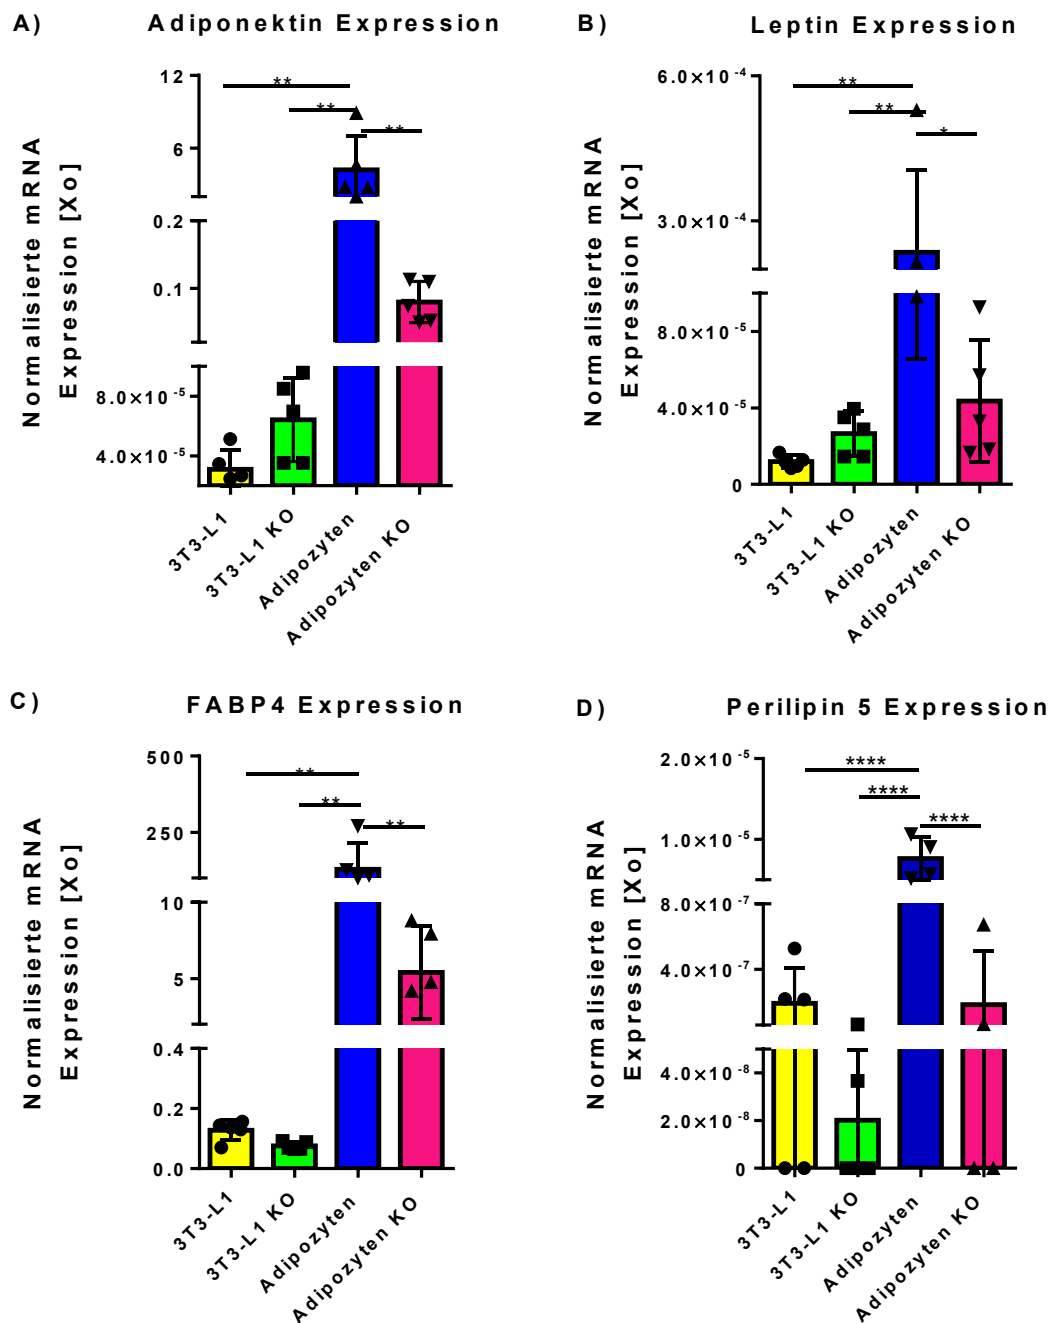 A)
Adiponektin Expression
Normalisierte mRNA
Expression [Xo]
12
6
0.2
0.1
8.0×10 -5
4.0×10 -5
**
**
**
3T3-L1
3T3-L1 KO
Adipozyten
Adipozyten KO
B)
Leptin Expression
Normalisierte mRNA
Expression [Xo]
6.0×10 -4
3.0×10 -4
8.0×10 -5
4.0×10 -5
0
**
**
*
3T3-L1
3T3-L1 KO
Adipozyten
Adipozyten KO
C)
FABP4 Expression
Normalisierte mRNA
Expression [Xo]
500
250
10
5
0.4
0.2
0.0
**
**
**
3T3-L1
3T3-L1 KO
Adipozyten
Adipozyten KO
D)
Perilipin 5 Expression
Normalisierte mRNA
Expression [Xo]
2.0×10 -5
1.0×10 -5
8.0×10 -7
4.0×10 -7
4.0×10 -8
2.0×10 -8
0
****
****
****
3T3-L1
3T3-L1 KO
Adipozyten
Adipozyten KO